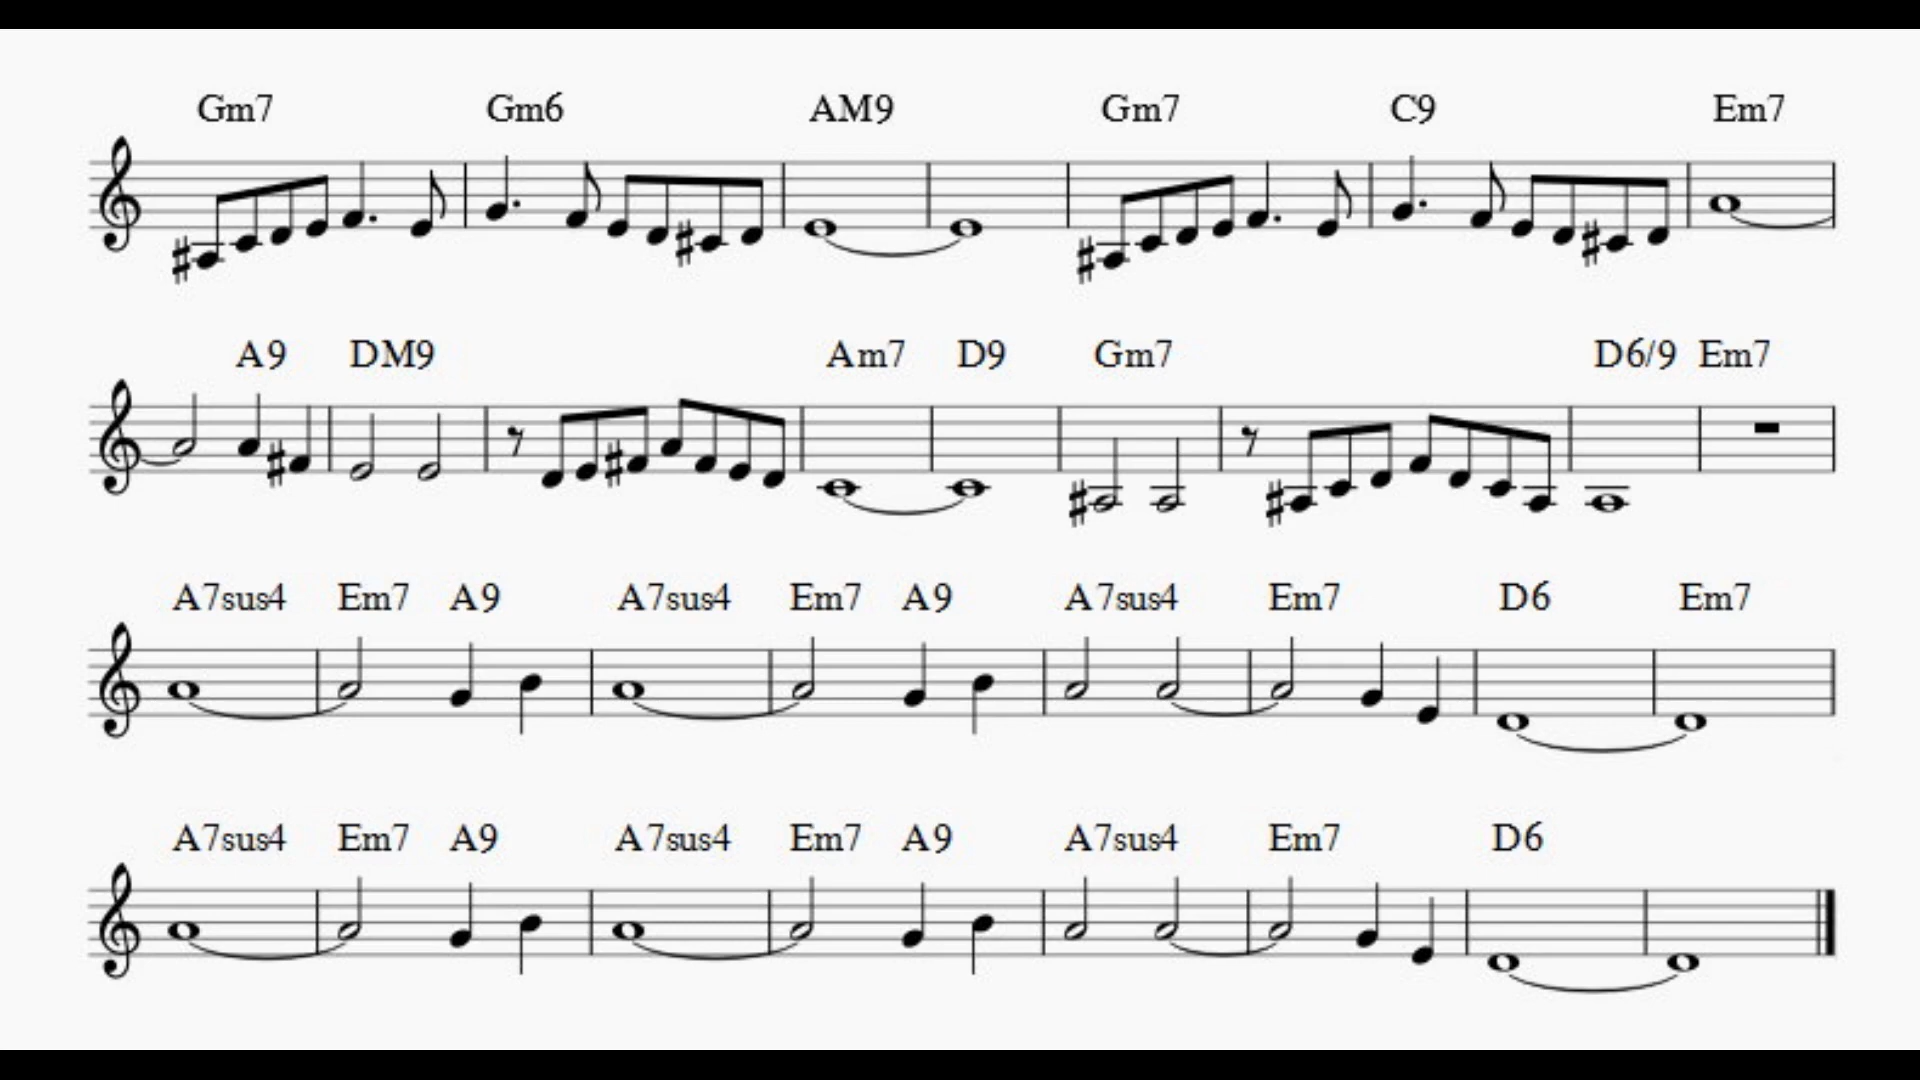 Gm7 Gm6 AM9 Gm7 C9 Em7
A9 DM9 Am7 D9 Gm7 D6/9 Em7
A7sus4 Em7 A9 A7sus4 Em7 A9 A7sus4 Em7 D6 Em7
A7sus4 Em7 A9 A7sus4 Em7 A9 A7sus4 Em7 D6